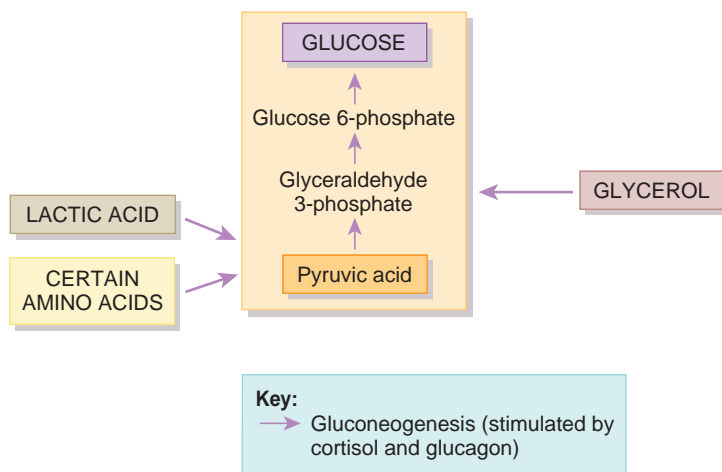 GLUCOSE
Glucose 6-phosphate
Glyceraldehyde
3-phosphate
GLYCEROL
LACTIC ACID
CERTAIN
AMINO ACIDS
Pyruvic acid
Key:
Gluconeogenesis (stimulated by
cortisol and glucagon)